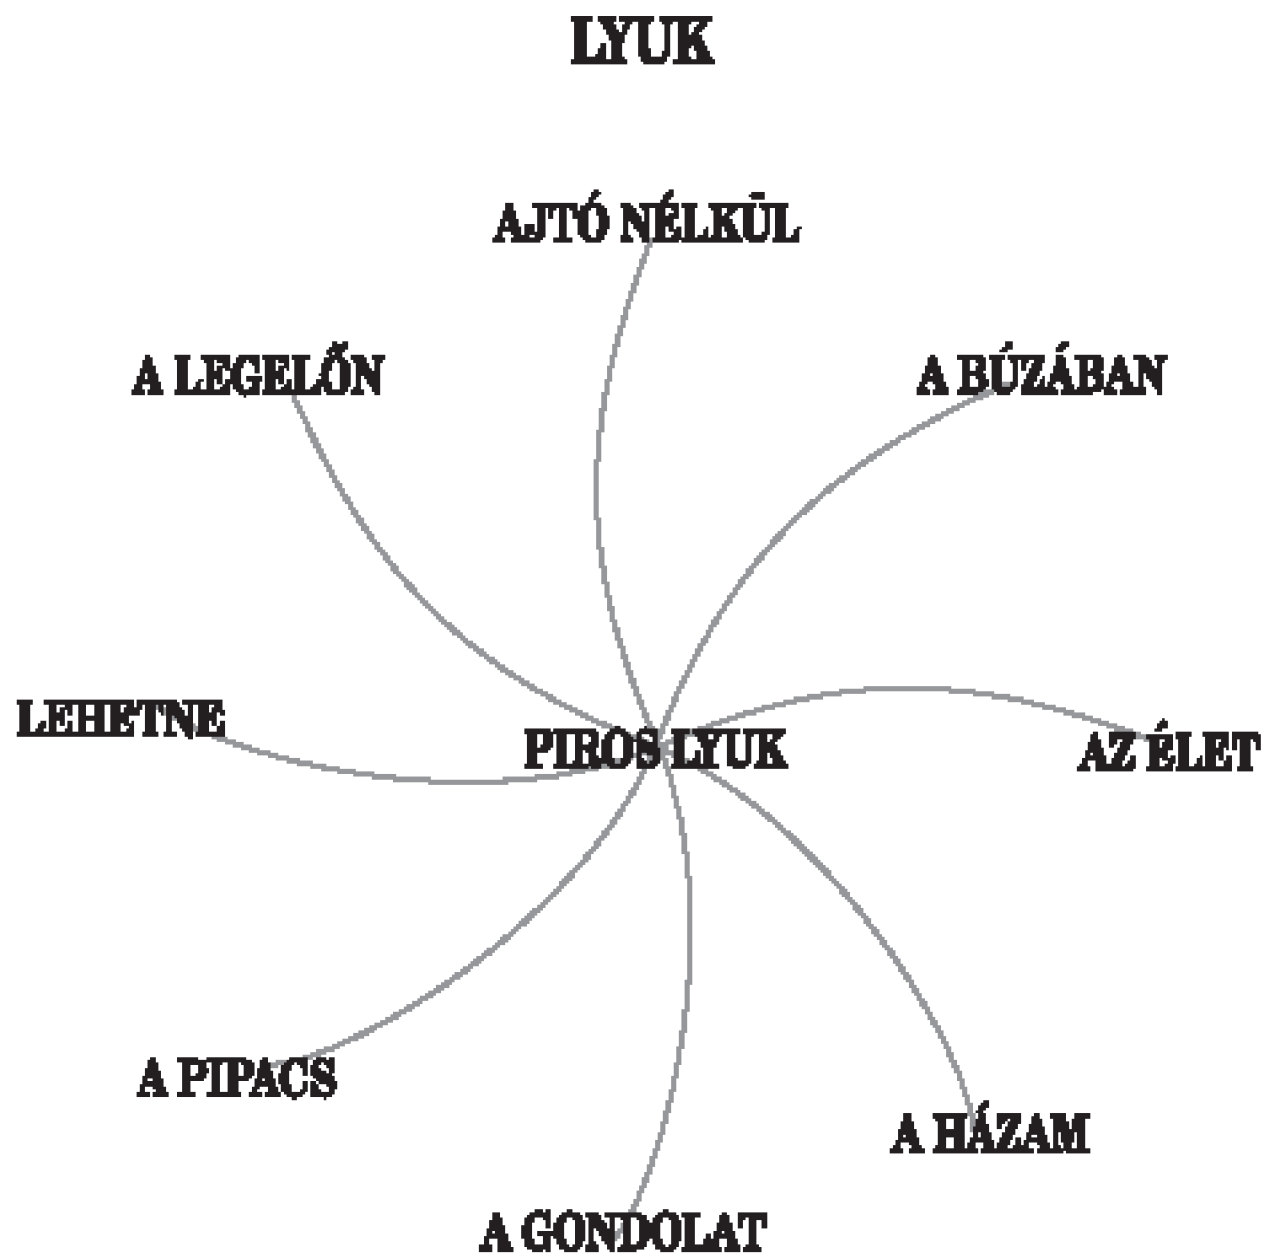 LYUK
AJTÓ NÉLKÜL
A LEGELŐN
A BÚZÁBAN
LEHETNE
PIROS LYUK
AZ ÉLET
A PIPACS
A HÁZAM
A GONDOLAT